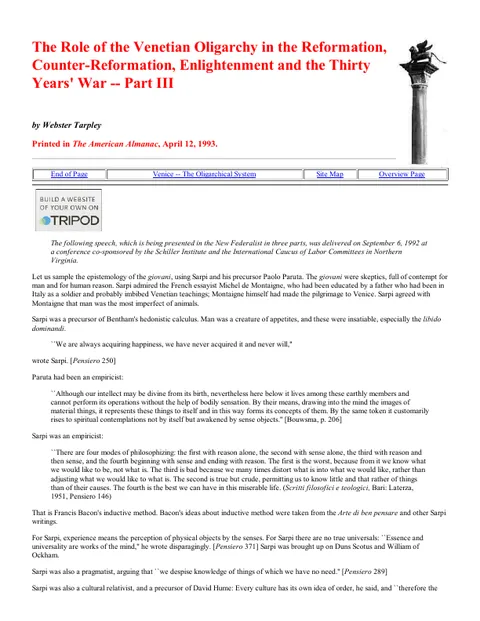 The Role of the Venetian Oligarchy in the Reformation,
Counter-Reformation, Enlightenment and the Thirty
Years' War -- Part III
by Webster Tarpley
Printed in The American Almanac, April 12, 1993.
End of Page
Venice -- The Oligarchical System
Site Map
Overview Page
BUILD A WEBSITE
OF YOUR OWN ON
TRIPOD
The following speech, which is being presented in the New Federalist in three parts, was delivered on September 6, 1992 at
a conference co-sponsored by the Schiller Institute and the International Caucus of Labor Committees in Northern
Virginia.
Let us sample the epistemology of the giovani, using Sarpi and his precursor Paolo Paruta. The giovani were skeptics, full of contempt for
man and for human reason. Sarpi admired the French essayist Michel de Montaigne, who had been educated by a father who had been in
Italy as a soldier and probably imbibed Venetian teachings; Montaigne himself had made the pilgrimage to Venice. Sarpi agreed with
Montaigne that man was the most imperfect of animals.
Sarpi was a precursor of Bentham's hedonistic calculus. Man was a creature of appetites, and these were insatiable, especially the libido
dominandi.
``We are always acquiring happiness, we have never acquired it and never will,''
wrote Sarpi. [Pensiero 250]
Paruta had been an empiricist:
``Although our intellect may be divine from its birth, nevertheless here below it lives among these earthly members and
cannot perform its operations without the help of bodily sensation. By their means, drawing into the mind the images of
material things, it represents these things to itself and in this way forms its concepts of them. By the same token it customarily
rises to spiritual contemplations not by itself but awakened by sense objects.'' [Bouwsma, p. 206]
Sarpi was an empiricist:
``There are four modes of philosophizing: the first with reason alone, the second with sense alone, the third with reason and
then sense, and the fourth beginning with sense and ending with reason. The first is the worst, because from it we know what
we would like to be, not what is. The third is bad because we many times distort what is into what we would like, rather than
adjusting what we would like to what is. The second is true but crude, permitting us to know little and that rather of things
than of their causes. The fourth is the best we can have in this miserable life. (Scritti filosofici e teologici, Bari: Laterza,
1951, Pensiero 146)
That is Francis Bacon's inductive method. Bacon's ideas about inductive method were taken from the Arte di ben pensare and other Sarpi
writings.
For Sarpi, experience means the perception of physical objects by the senses. For Sarpi there are no true universals: ``Essence and
universality are works of the mind,'' he wrote disparagingly. [Pensiero 371] Sarpi was brought up on Duns Scotus and William of
Ockham.
Sarpi was also a pragmatist, arguing that ``we despise knowledge of things of which we have no need.'' [Pensiero 289]
Sarpi was also a cultural relativist, and a precursor of David Hume: Every culture has its own idea of order, he said, and ``therefore the